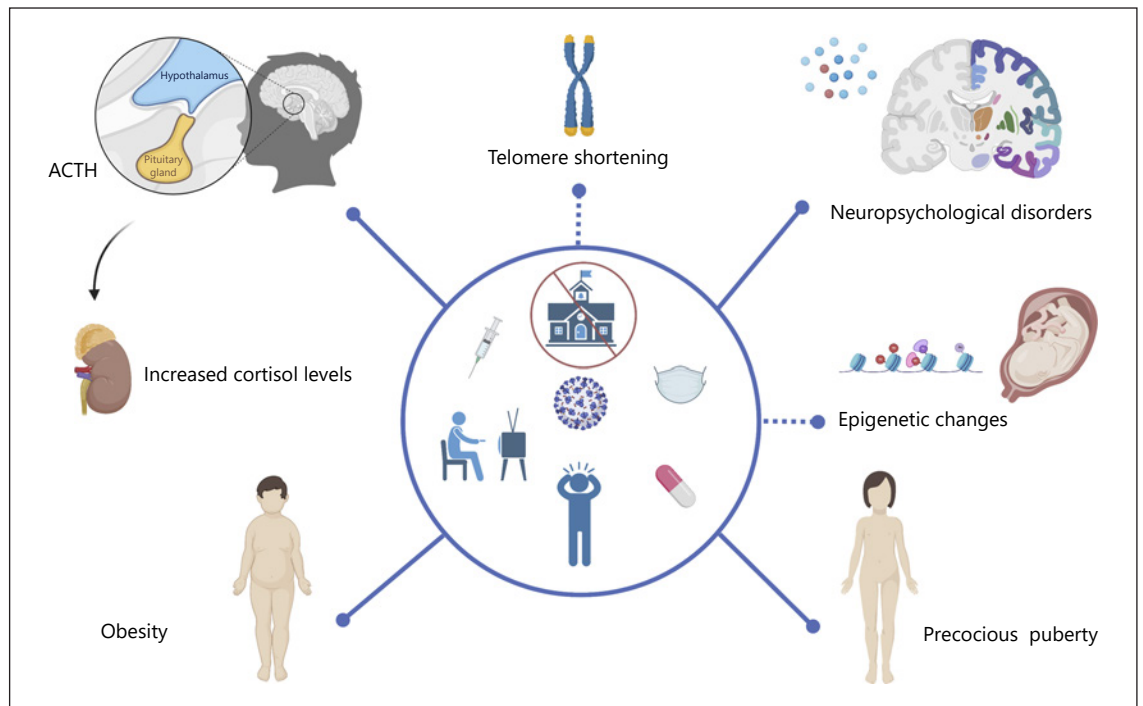 Hypothalamus
Pituitary
gland
ACTH
Telomere shortening
Neuropsychological disorders
Increased cortisol levels
Epigenetic changes
Obesity
Precocious puberty